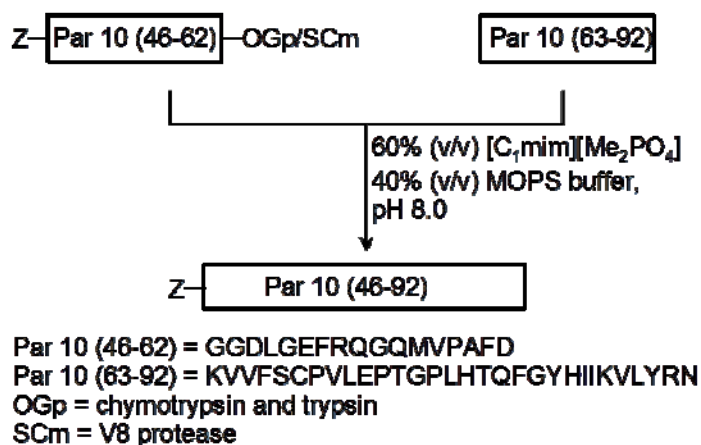 Z Par 10 (46-62) OGp/SCm Par 10 (63-92)
60% (v/v) [C₁mim][Me₂PO₄]
40% (v/v) MOPS buffer,
pH 8.0
Z Par 10 (46-92)
Par 10 (46-62) = GGDLGEFRQGQMVPAFD
Par 10 (63-92) = KVVFSCPVLEPTGPLHTQFGYHIIKVLYRN
OGp = chymotrypsin and trypsin
SCm = V8 protease